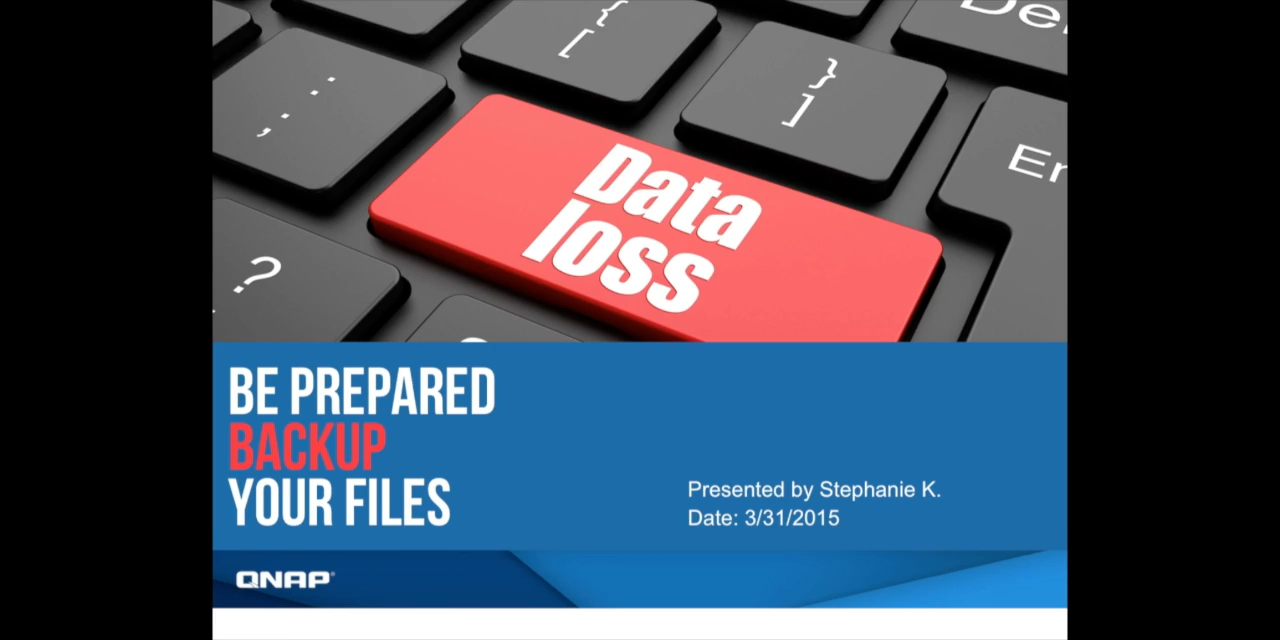 {
[
}
]
:
;
?
Data
loss
BE PREPARED
BACKUP
YOUR FILES
Presented by Stephanie K.
Date: 3/31/2015
QNAP